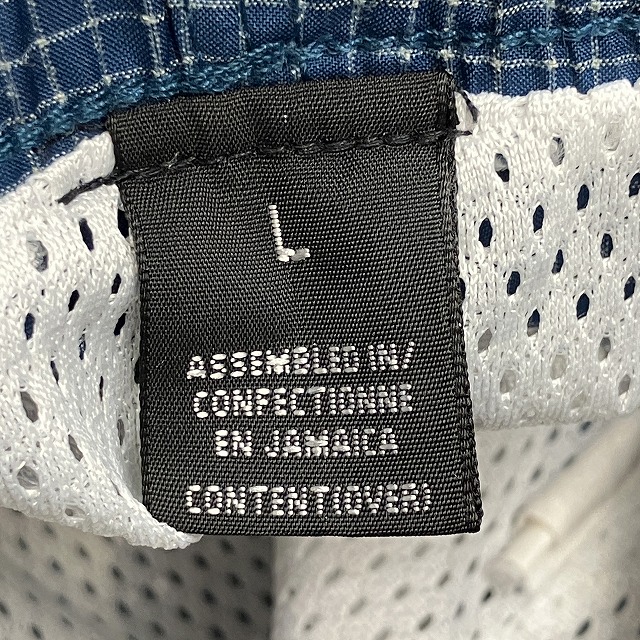 L
ASSEMBLED IN/
CONFECTIONNE
EN JAMAICA
CONTENT(OVER)